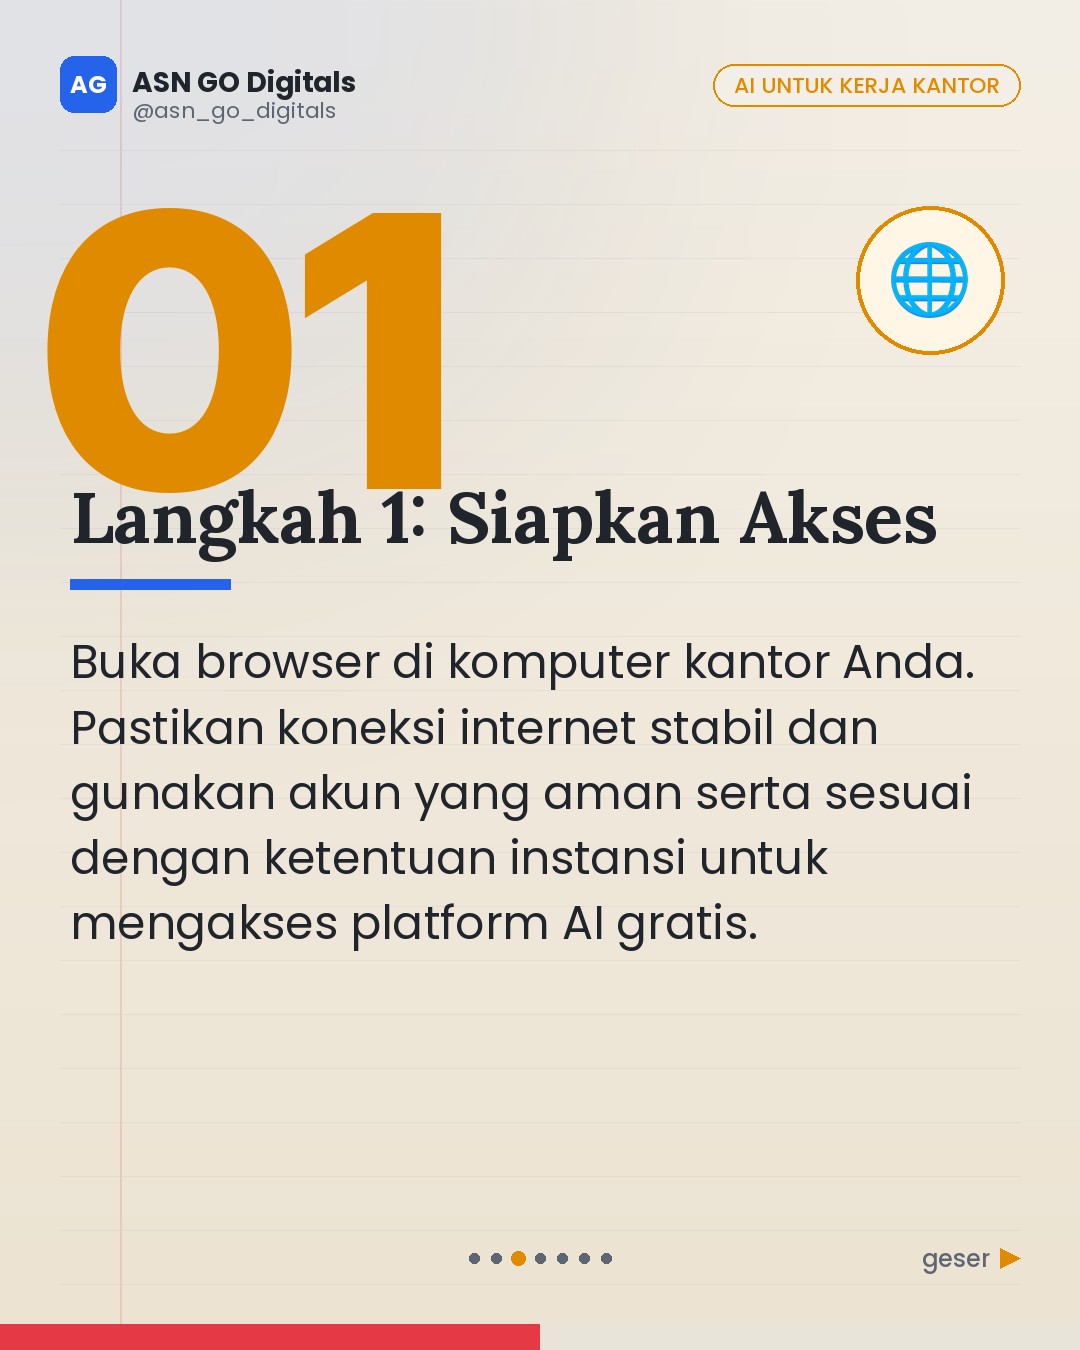 AG
ASN GO Digitals
@asn_go_digitals
AI UNTUK KERJA KANTOR
01
Langkah 1: Siapkan Akses
Buka browser di komputer kantor Anda.
Pastikan koneksi internet stabil dan
gunakan akun yang aman serta sesuai
dengan ketentuan instansi untuk
mengakses platform AI gratis.
geser